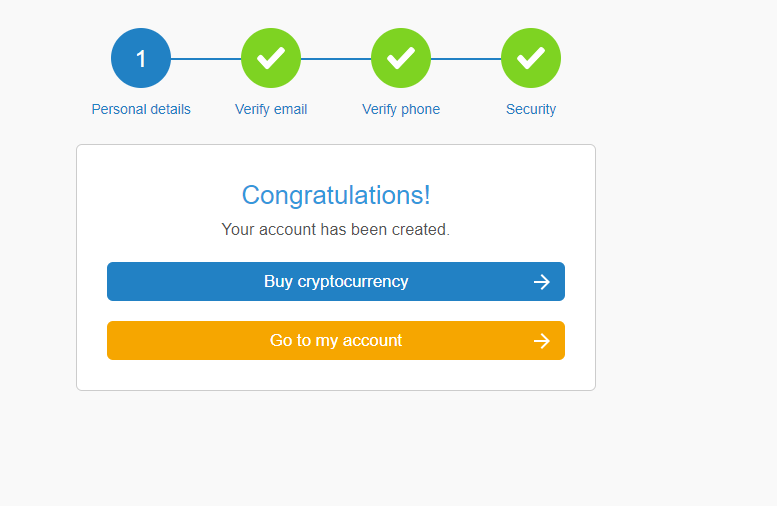 1
Personal details
Verify email
Verify phone
Security
Congratulations!
Your account has been created.
Buy cryptocurrency
Go to my account